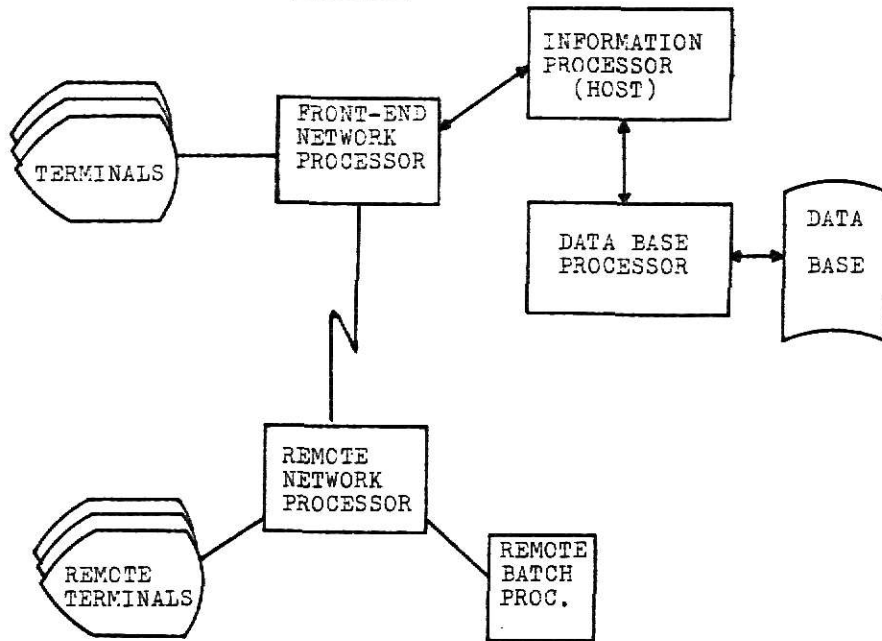 INFORMATION
PROCESSOR
(HOST)
FRONT-END
NETWORK
PROCESSOR
TERMINALS
DATA BASE
PROCESSOR
DATA
BASE
REMOTE
NETWORK
PROCESSOR
REMOTE
TERMINALS
REMOTE
BATCH
PROC.